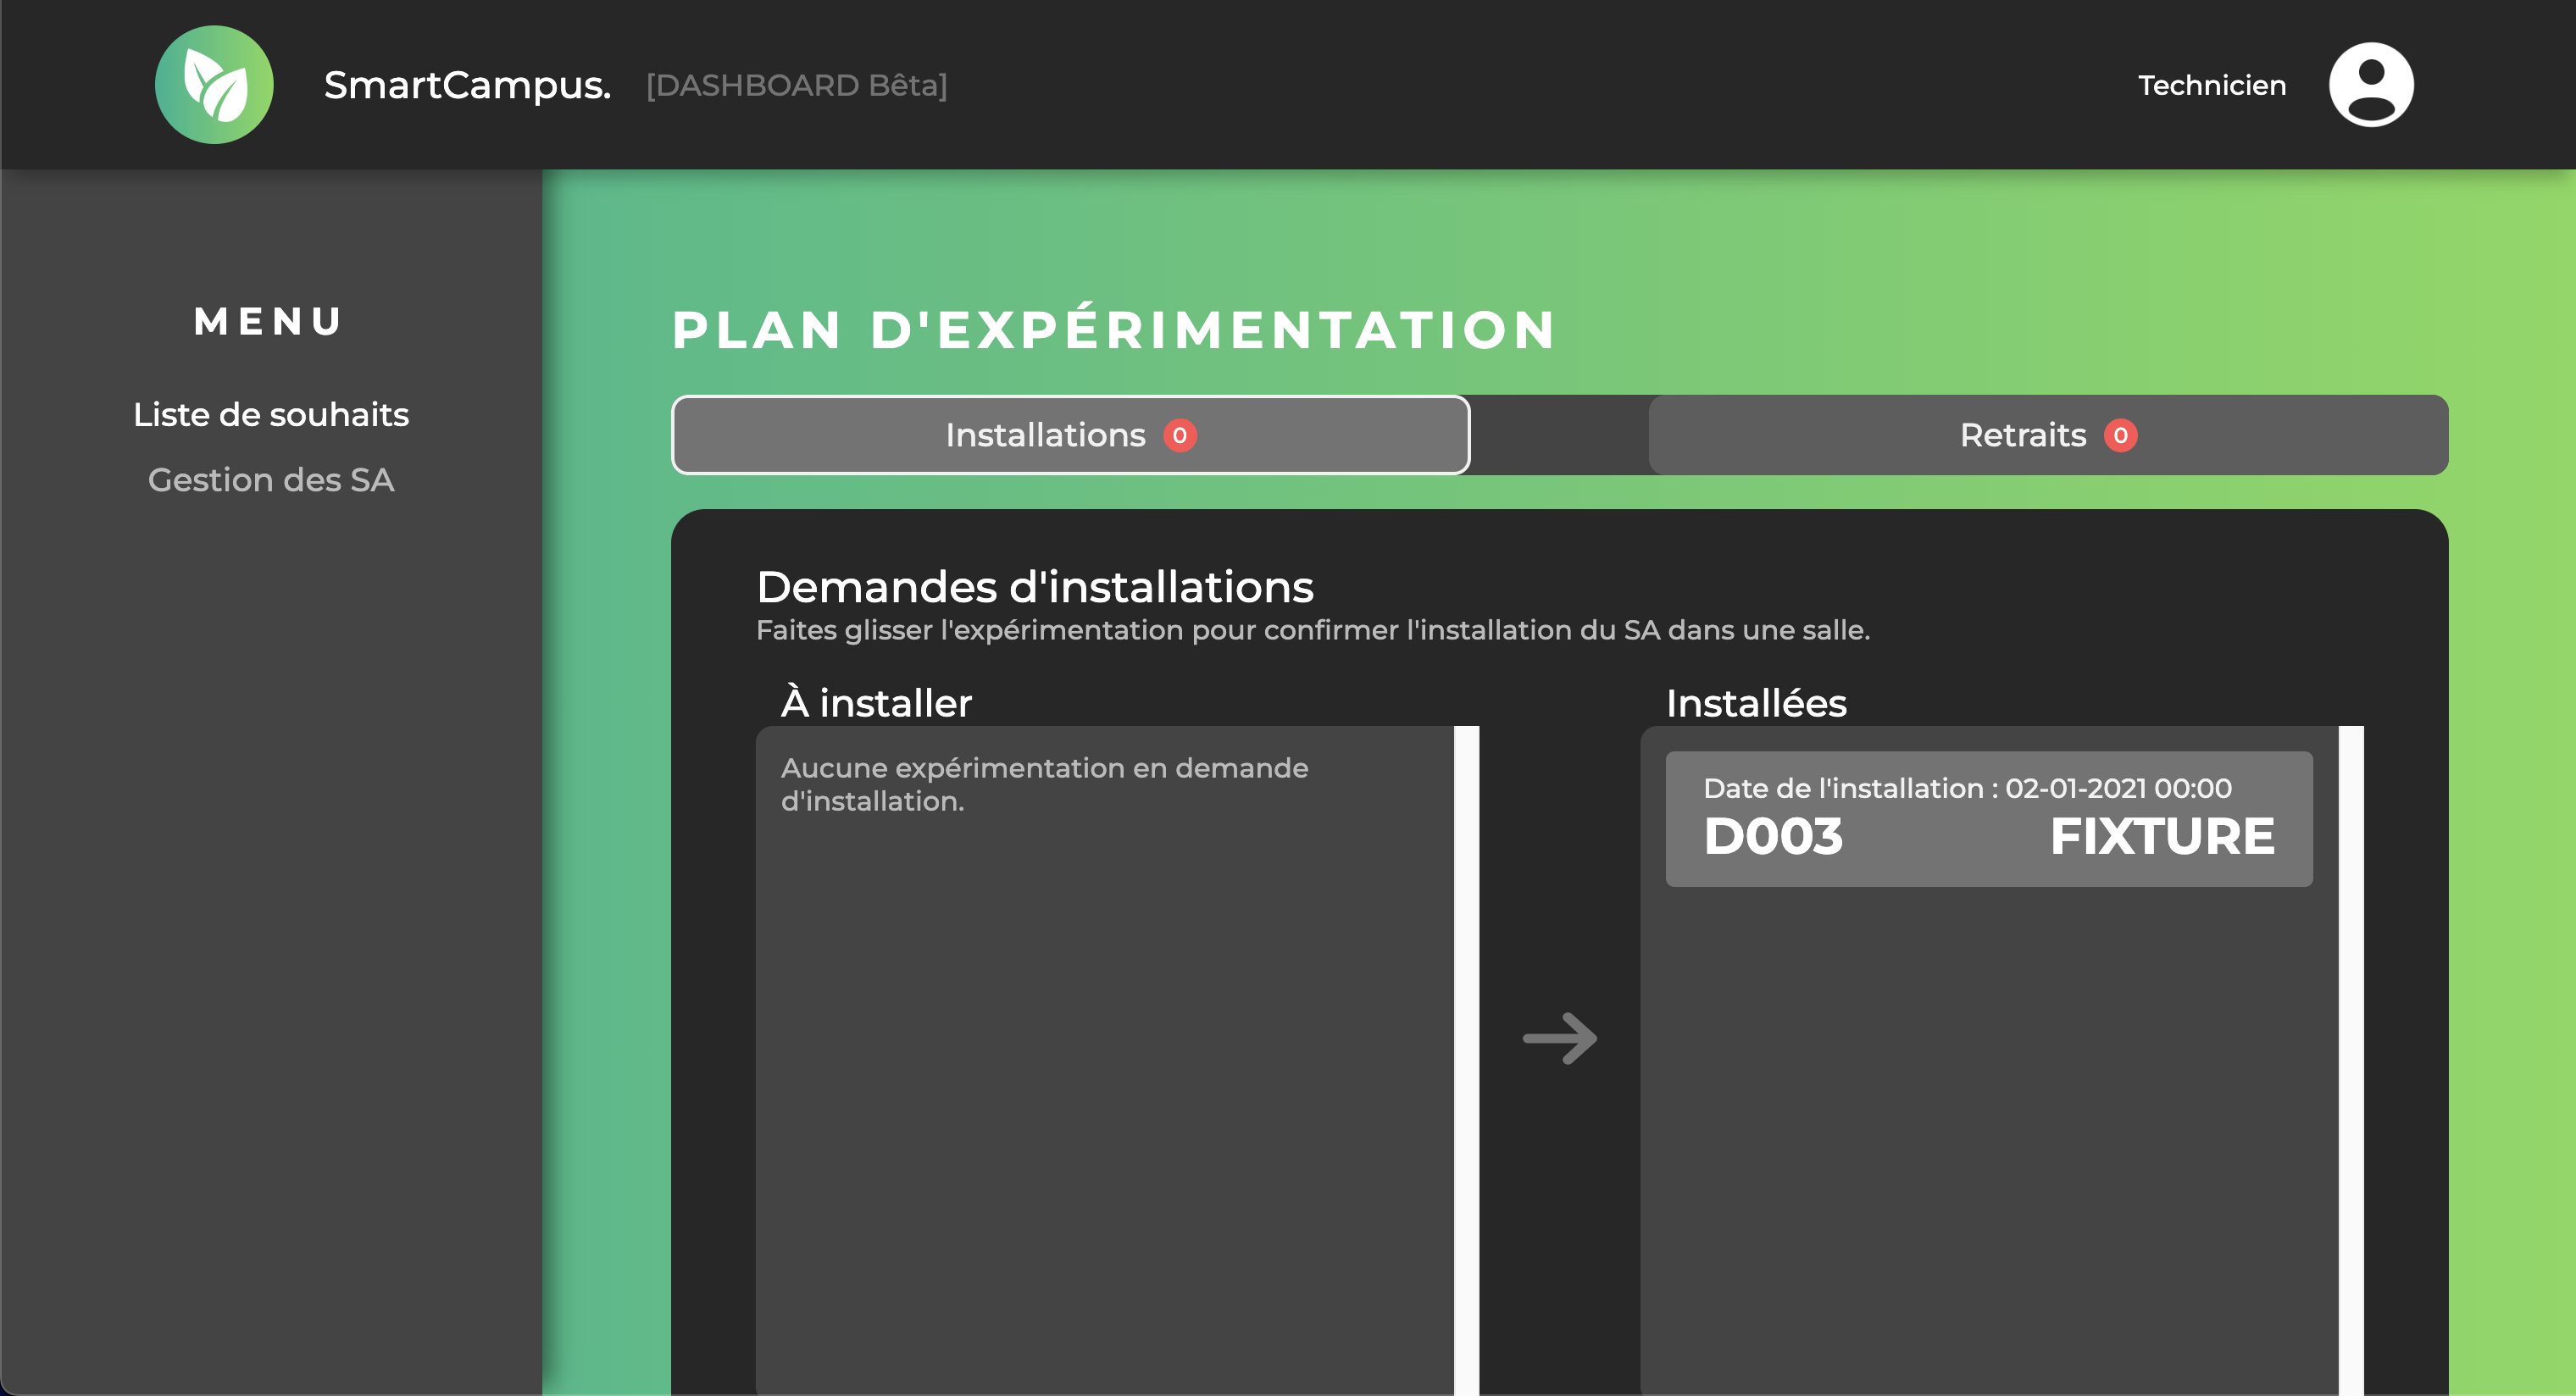 SmartCampus. [DASHBOARD Bêta]
Technicien
MENU
Liste de souhaits
Gestion des SA
PLAN D'EXPÉRIMENTATION
Installations 0
Retraits 0
Demandes d'installations
Faites glisser l'expérimentation pour confirmer l'installation du SA dans une salle.
À installer
Aucune expérimentation en demande
d'installation.
Installées
Date de l'installation : 02-01-2021 00:00
D003 FIXTURE